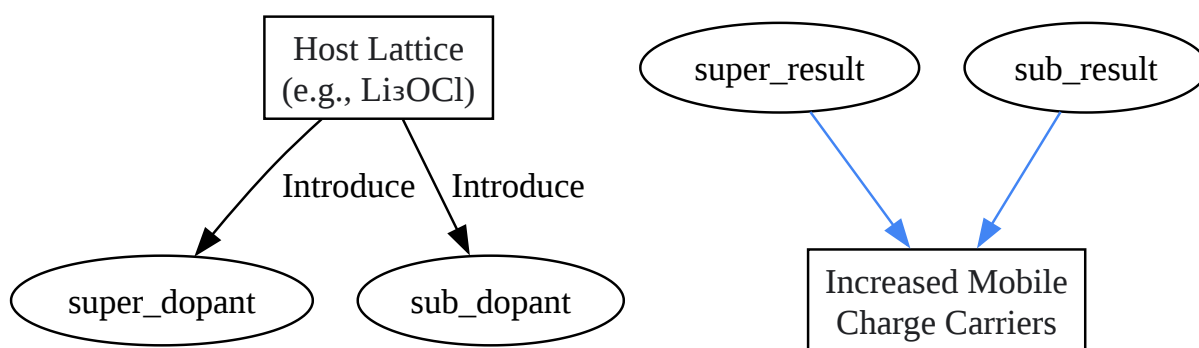 Host Lattice
(e.g., Li₃OCl)
super_result
sub_result
Introduce
Introduce
super_dopant
sub_dopant
Increased Mobile
Charge Carriers